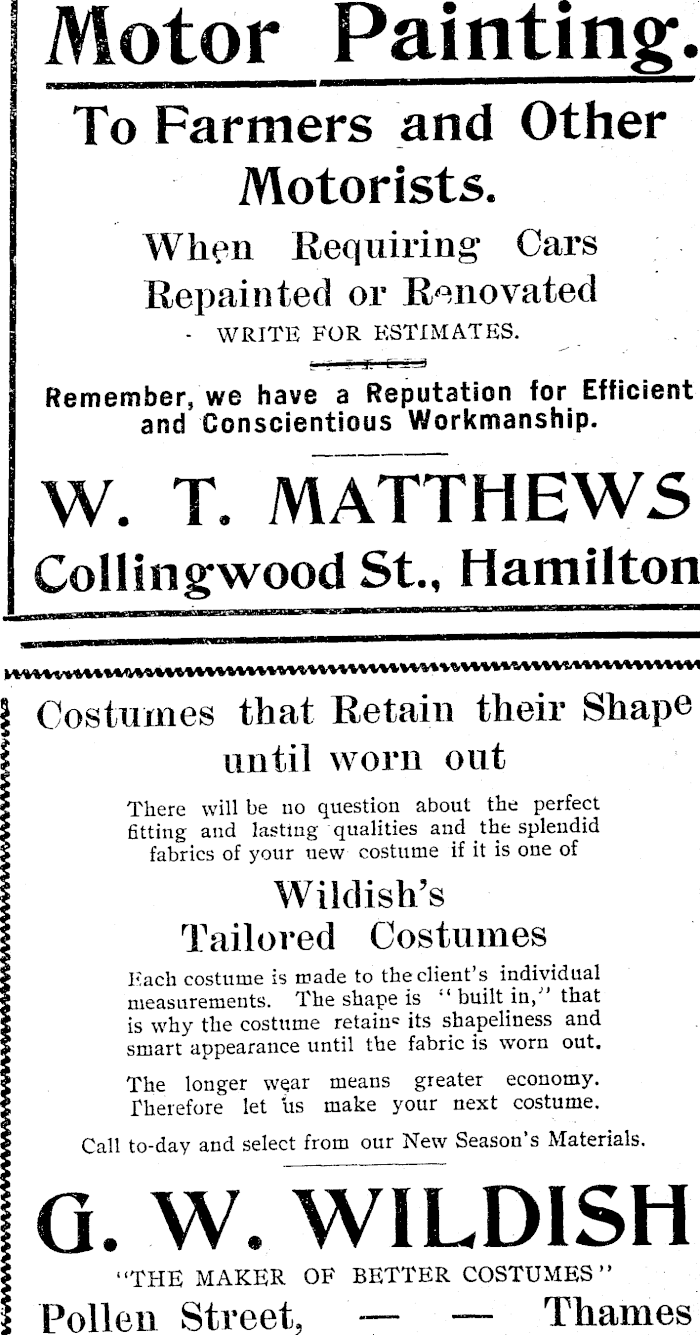 Motor Painting.
To Farmers and Other
Motorists.
When Requiring Cars
Repainted or Renovated
- WRITE FOR ESTIMATES.
Remember, we have a Reputation for Efficient
and Conscientious Workmanship.
W. T. MATTHEWS
Collingwood St., Hamilton
Costumes that Retain their Shape
until worn out
There will be no question about the perfect
fitting and lasting qualities and the splendid
fabrics of your new costume if it is one of
Wildish's
Tailored Costumes
Each costume is made to the client's individual
measurements. The shape is "built in," that
is why the costume retains its shapeliness and
smart appearance until the fabric is worn out.
The longer wear means greater economy.
Therefore let us make your next costume.
Call to-day and select from our New Season's Materials.
G. W. WILDISH
"THE MAKER OF BETTER COSTUMES"
Pollen Street, — — Thames